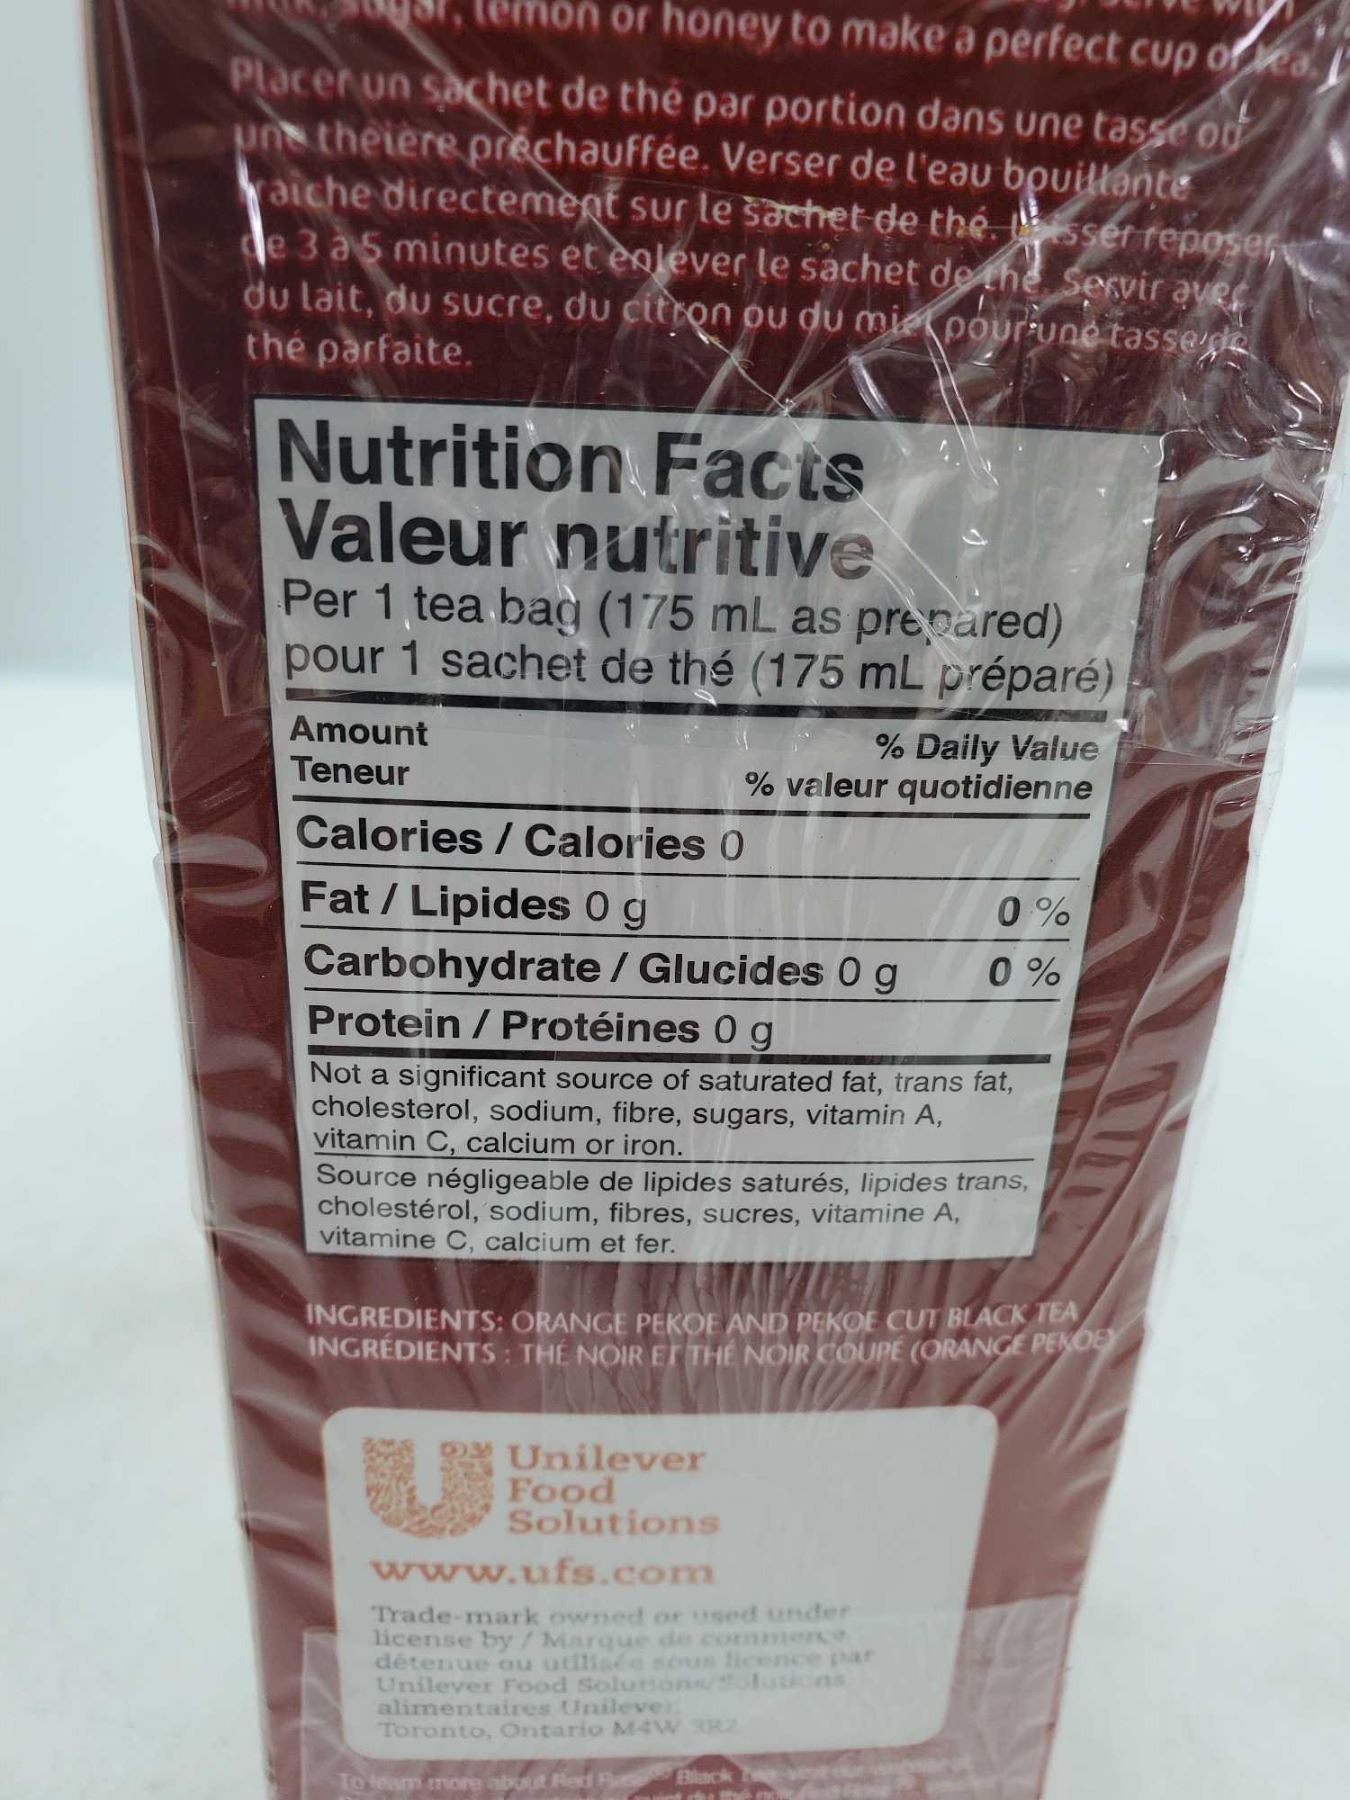 sugar, lemon or honey to make a perfect cup of tea.
Placer un sachet de thé par portion dans une tasse ou
une théière préchauffée. Verser de l'eau bouillante
fraîche directement sur le sachet de thé. Laisser reposer
de 3 à 5 minutes et enlever le sachet de thé. Servir avec
du lait, du sucre, du citron ou du miel pour une tasse de
thé parfaite.
Nutrition Facts
Valeur nutritive
Per 1 tea bag (175 mL as prepared)
pour 1 sachet de thé (175 mL préparé)
Amount % Daily Value
Teneur % valeur quotidienne
Calories / Calories 0
Fat / Lipides 0 g 0 %
Carbohydrate / Glucides 0 g 0 %
Protein / Protéines 0 g
Not a significant source of saturated fat, trans fat,
cholesterol, sodium, fibre, sugars, vitamin A,
vitamin C, calcium or iron.
Source négligeable de lipides saturés, lipides trans,
cholestérol, sodium, fibres, sucres, vitamine A,
vitamine C, calcium et fer.
INGREDIENTS: ORANGE PEKOE AND PEKOE CUT BLACK TEA
INGRÉDIENTS : THÉ NOIR ET THÉ NOIR COUPÉ (ORANGE PEKOE)
Unilever
Food
Solutions
www.ufs.com
Trade-mark owned or used under
license by / Marque de commerce
détenue ou utilisée sous licence par
Unilever Food Solutions/Solutions
alimentaires Unilever,
Toronto, Ontario M4W 3R2
To learn more about Red Rose Black